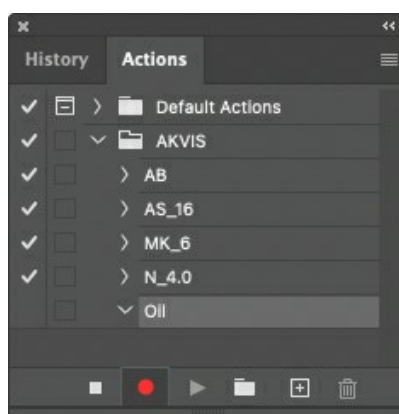 History Actions
Default Actions
AKVIS
AB
AS_16
MK_6
N_4.0
Oil